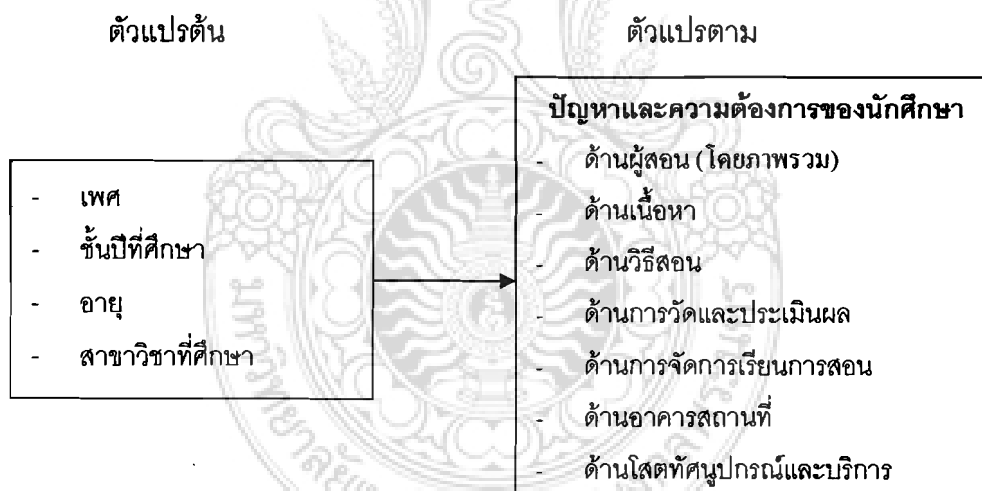 ตัวแปรต้น
ตัวแปรตาม
- เพศ
- ชั้นปีที่ศึกษา
- อายุ
- สาขาวิชาที่ศึกษา
ปัญหาและความต้องการของนักศึกษา
- ด้านผู้สอน (โดยภาพรวม)
- ด้านเนื้อหา
- ด้านวิธีสอน
- ด้านการวัดและประเมินผล
- ด้านการจัดการเรียนการสอน
- ด้านอาคารสถานที่
- ด้านโสตทัศนูปกรณ์และบริการ